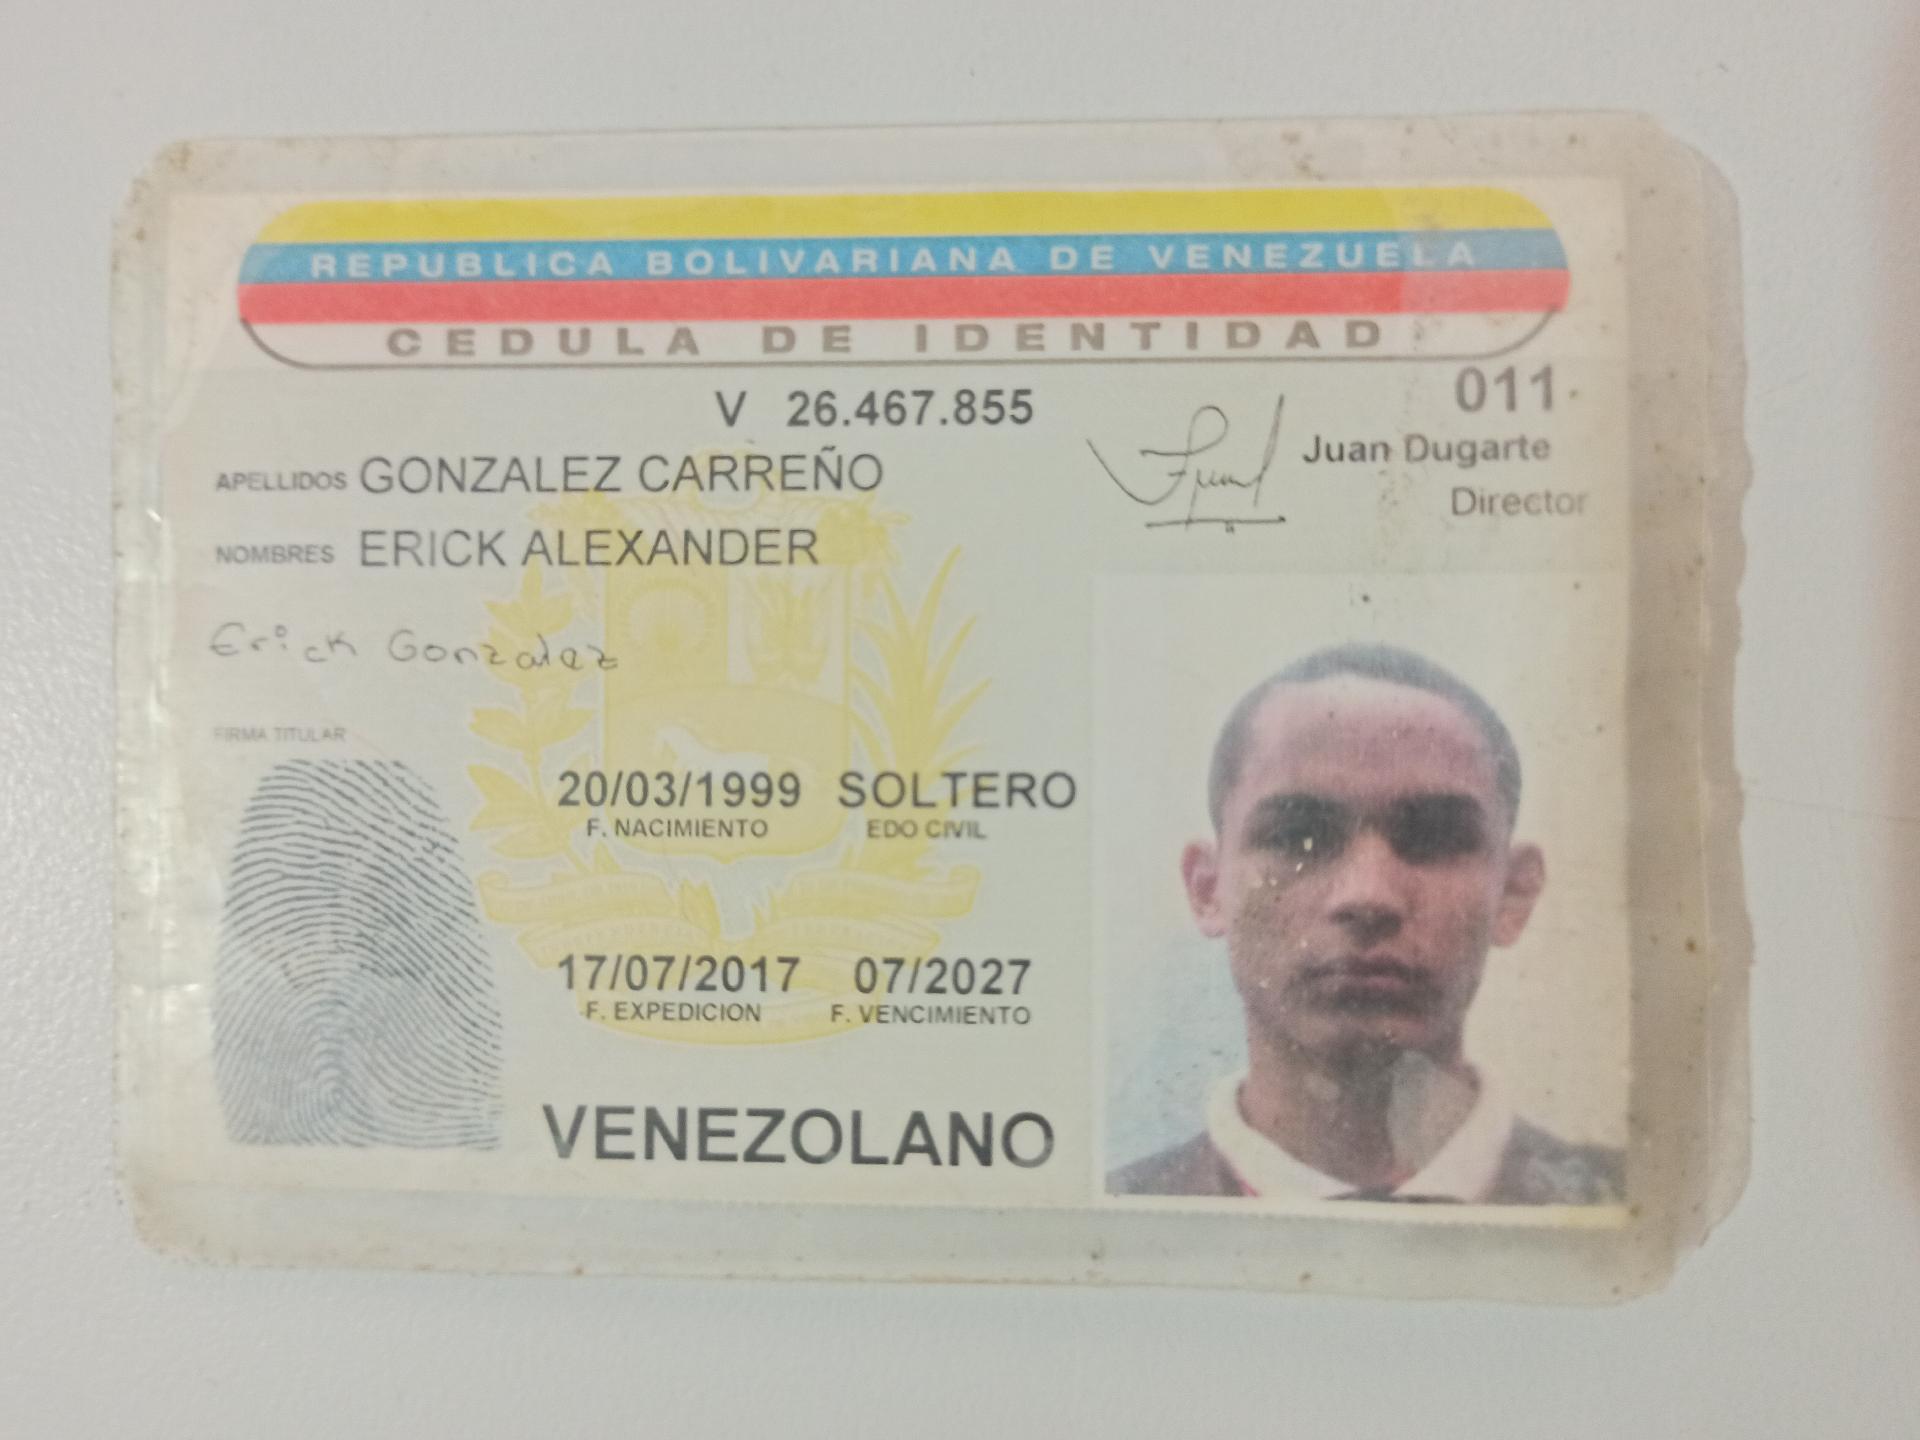 REPUBLICA BOLIVARIANA DE VENEZUELA
CEDULA DE IDENTIDAD
011
V 26.467.855
Juan Dugarte
Director
APELLIDOS GONZALEZ CARREÑO
NOMBRES ERICK ALEXANDER
Erick Gonzalez
FIRMA TITULAR
20/03/1999 SOLTERO
F. NACIMIENTO EDO CIVIL
17/07/2017 07/2027
F. EXPEDICION F. VENCIMIENTO
VENEZOLANO